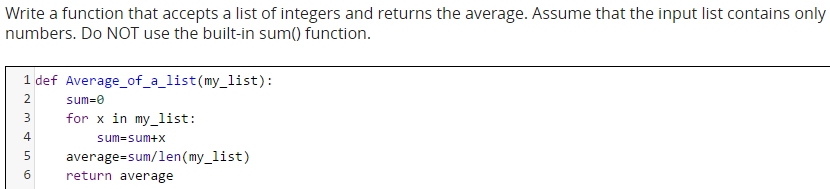 Write a function that accepts a list of integers and returns the average. Assume that the input list contains only
numbers. Do NOT use the built-in sum() function.
1 def Average_of_a_list(my_list):
2     sum=0
3     for x in my_list:
4         sum=sum+x
5     average=sum/len(my_list)
6     return average